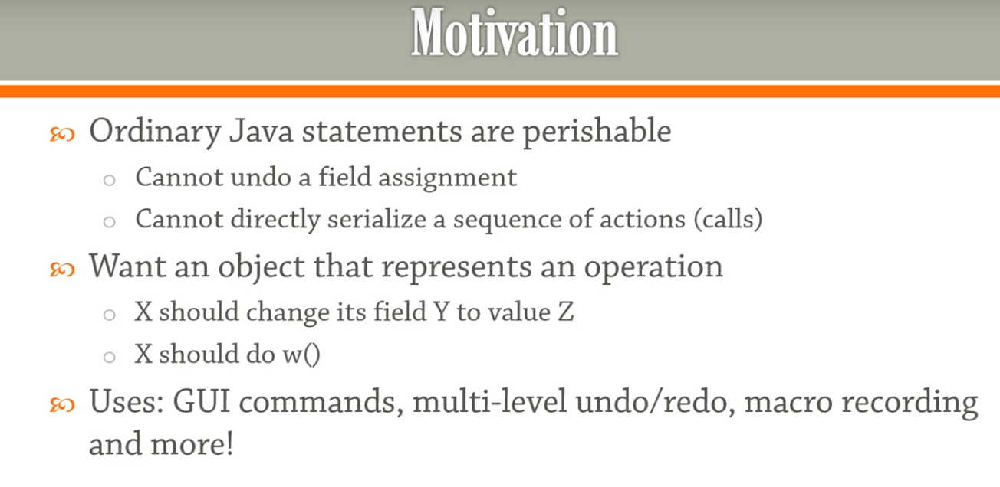 Motivation
Ordinary Java statements are perishable
Cannot undo a field assignment
Cannot directly serialize a sequence of actions (calls)
Want an object that represents an operation
X should change its field Y to value Z
X should do w()
Uses: GUI commands, multi-level undo/redo, macro recording
and more!